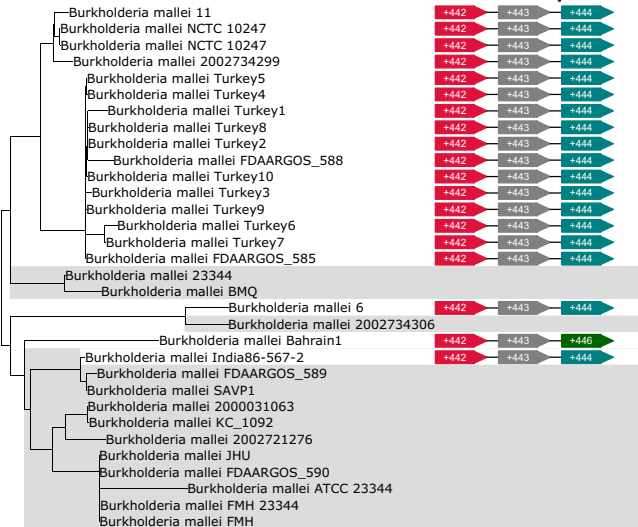 Burkholderia mallei 11 +442 +443 +444
Burkholderia mallei NCTC 10247 +442 +443 +444
Burkholderia mallei NCTC 10247 +442 +443 +444
Burkholderia mallei 2002734299 +442 +443 +444
Burkholderia mallei Turkey5 +442 +443 +444
Burkholderia mallei Turkey4 +442 +443 +444
Burkholderia mallei Turkey1 +442 +443 +444
Burkholderia mallei Turkey8 +442 +443 +444
Burkholderia mallei Turkey2 +442 +443 +444
Burkholderia mallei FDAARGOS_588 +442 +443 +444
Burkholderia mallei Turkey10 +442 +443 +444
Burkholderia mallei Turkey3 +442 +443 +444
Burkholderia mallei Turkey9 +442 +443 +444
Burkholderia mallei Turkey6 +442 +443 +444
Burkholderia mallei Turkey7 +442 +443 +444
Burkholderia mallei FDAARGOS_585 +442 +443 +444
Burkholderia mallei 23344
Burkholderia mallei BMQ
Burkholderia mallei 6 +442 +443 +444
Burkholderia mallei 2002734306
Burkholderia mallei Bahrain1 +442 +443 +446
Burkholderia mallei India86-567-2 +442 +443 +444
Burkholderia mallei FDAARGOS_589
Burkholderia mallei SAVP1
Burkholderia mallei 2000031063
Burkholderia mallei KC_1092
Burkholderia mallei 2002721276
Burkholderia mallei JHU
Burkholderia mallei FDAARGOS_590
Burkholderia mallei ATCC 23344
Burkholderia mallei FMH 23344
Burkholderia mallei FMH